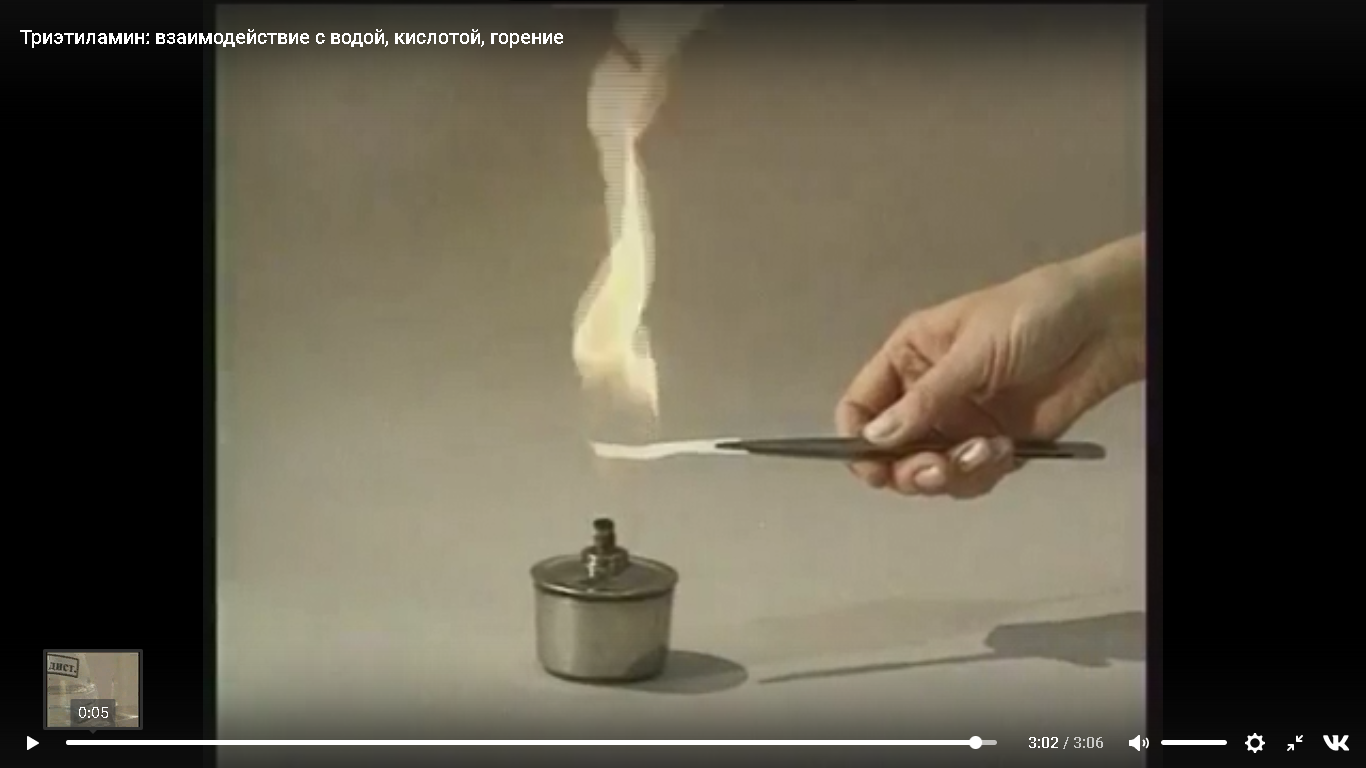 Триэтиламин: взаимодействие с водой, кислотой, горение
дист.
0:05
3:02 / 3:06